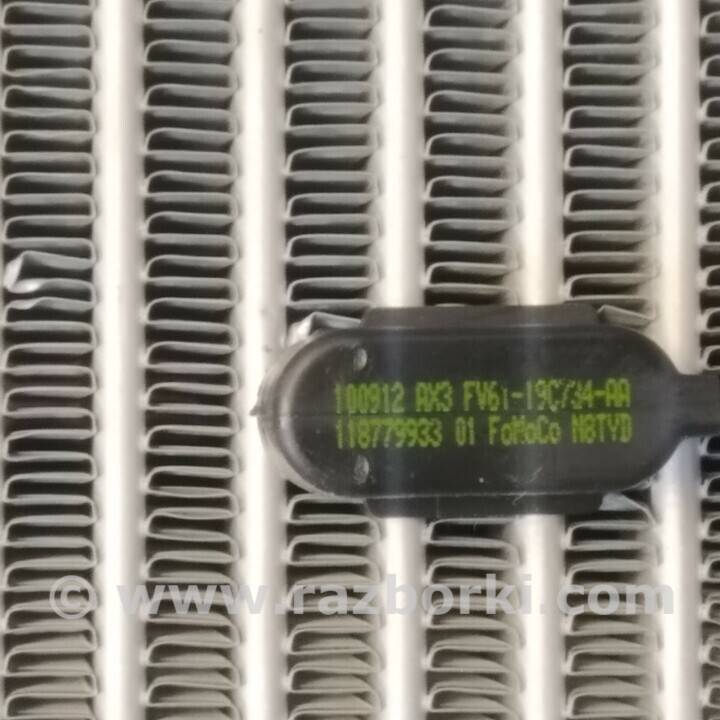 100912 AX3 FV61-19C734-AA
118779933 01 FoMoCo N8TYD
© www.razborki.com